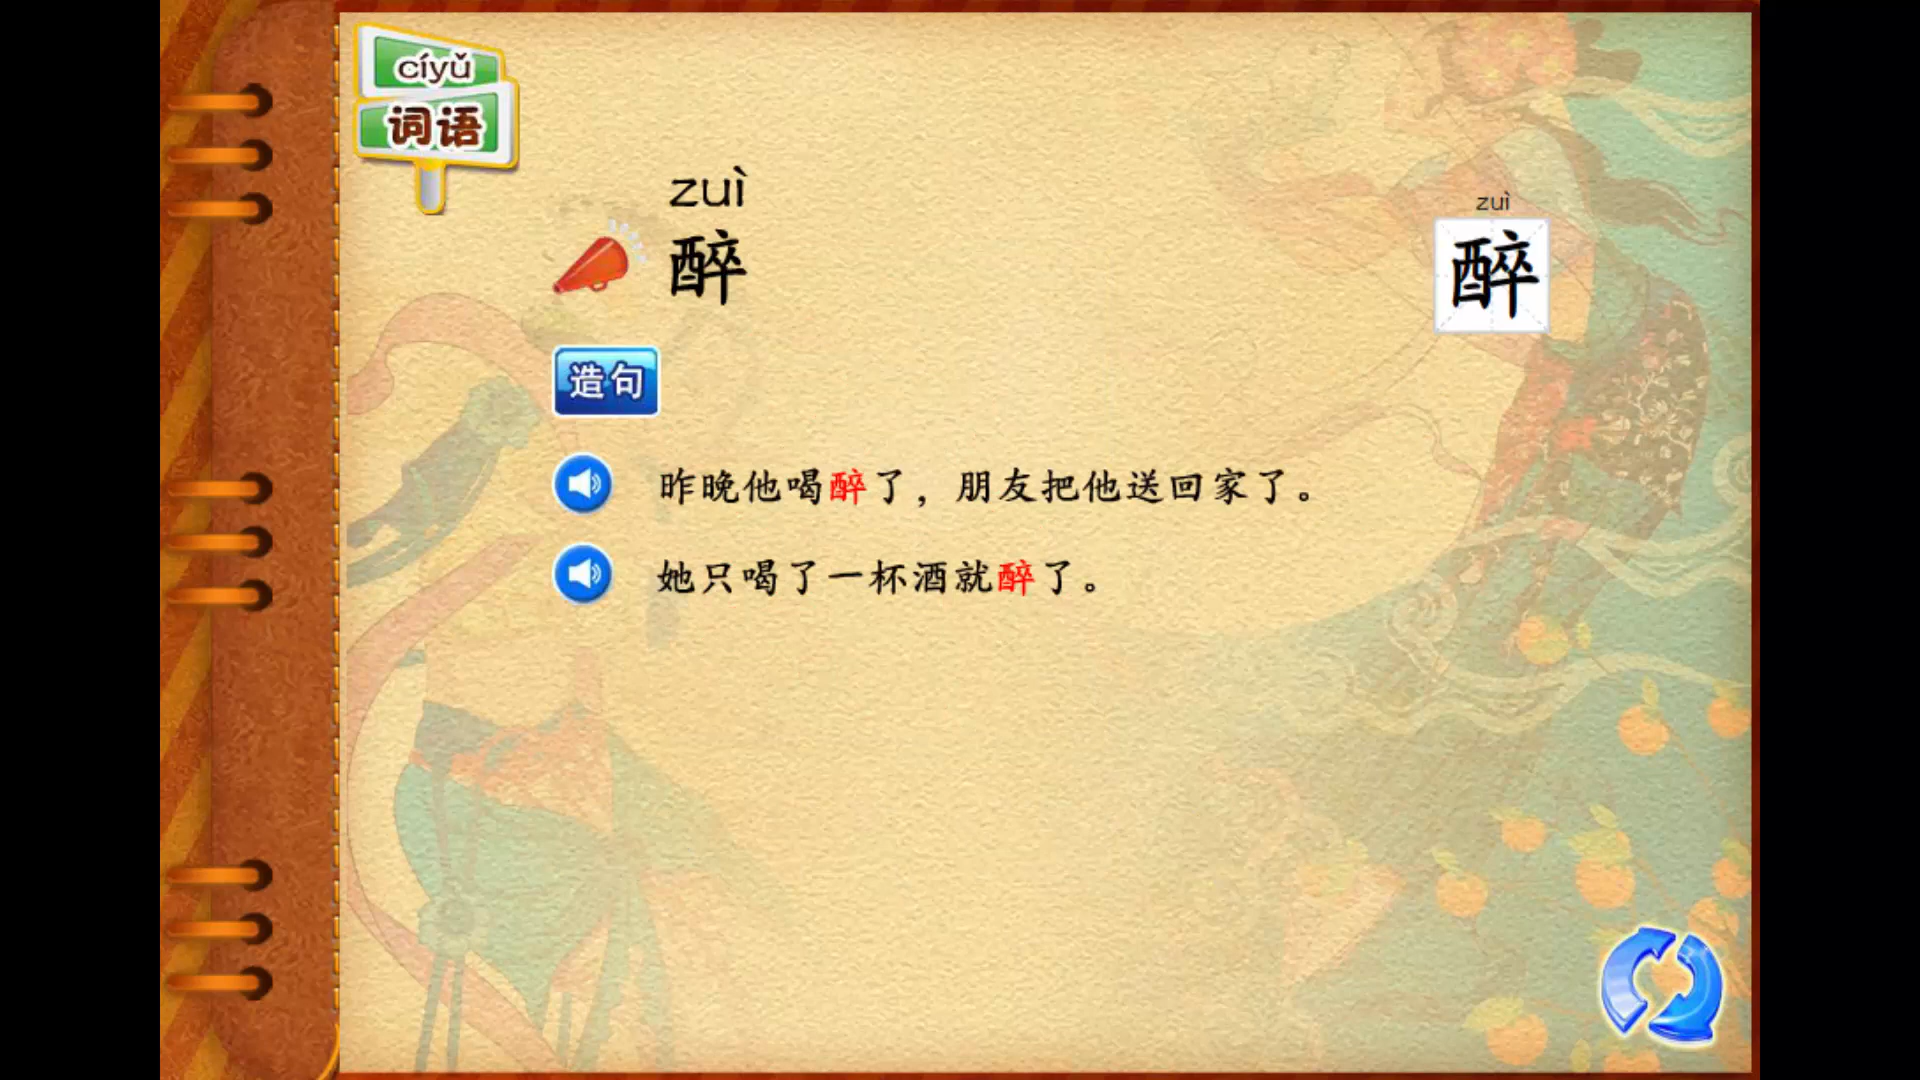 cíyǔ
词语
zuì
醉
zuì
醉
造句
昨晚他喝醉了，朋友把他送回家了。
她只喝了一杯酒就醉了。